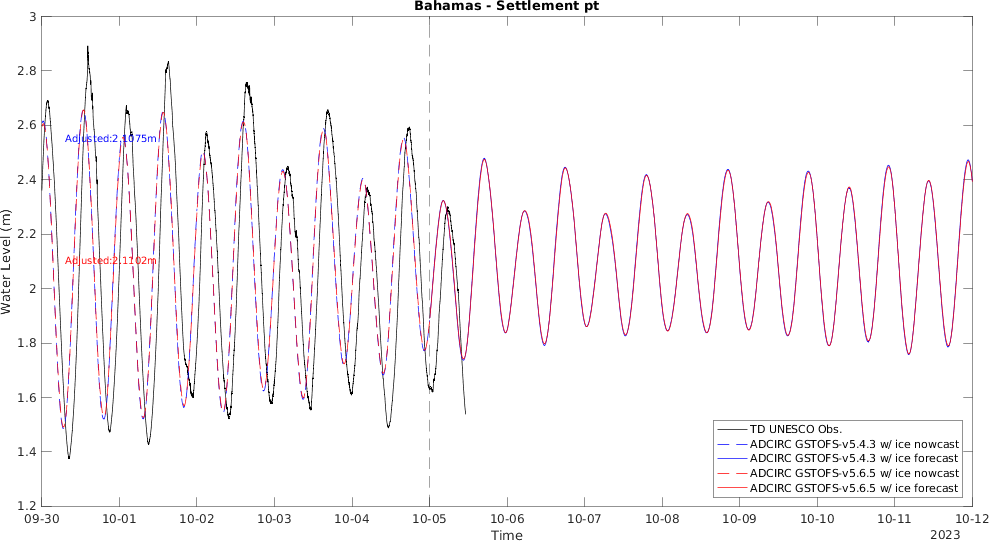 Bahamas - Settlement pt
3
2.8
2.6
2.4
2.2
2
1.8
1.6
1.4
1.2
Water Level (m)
Adjusted:2.1075m
Adjusted:2.1102m
TD UNESCO Obs.
ADCIRC GSTOFS-v5.4.3 w/ ice nowcast
ADCIRC GSTOFS-v5.4.3 w/ ice forecast
ADCIRC GSTOFS-v5.6.5 w/ ice nowcast
ADCIRC GSTOFS-v5.6.5 w/ ice forecast
09-30 10-01 10-02 10-03 10-04 10-05 10-06 10-07 10-08 10-09 10-10 10-11 10-12
Time
2023